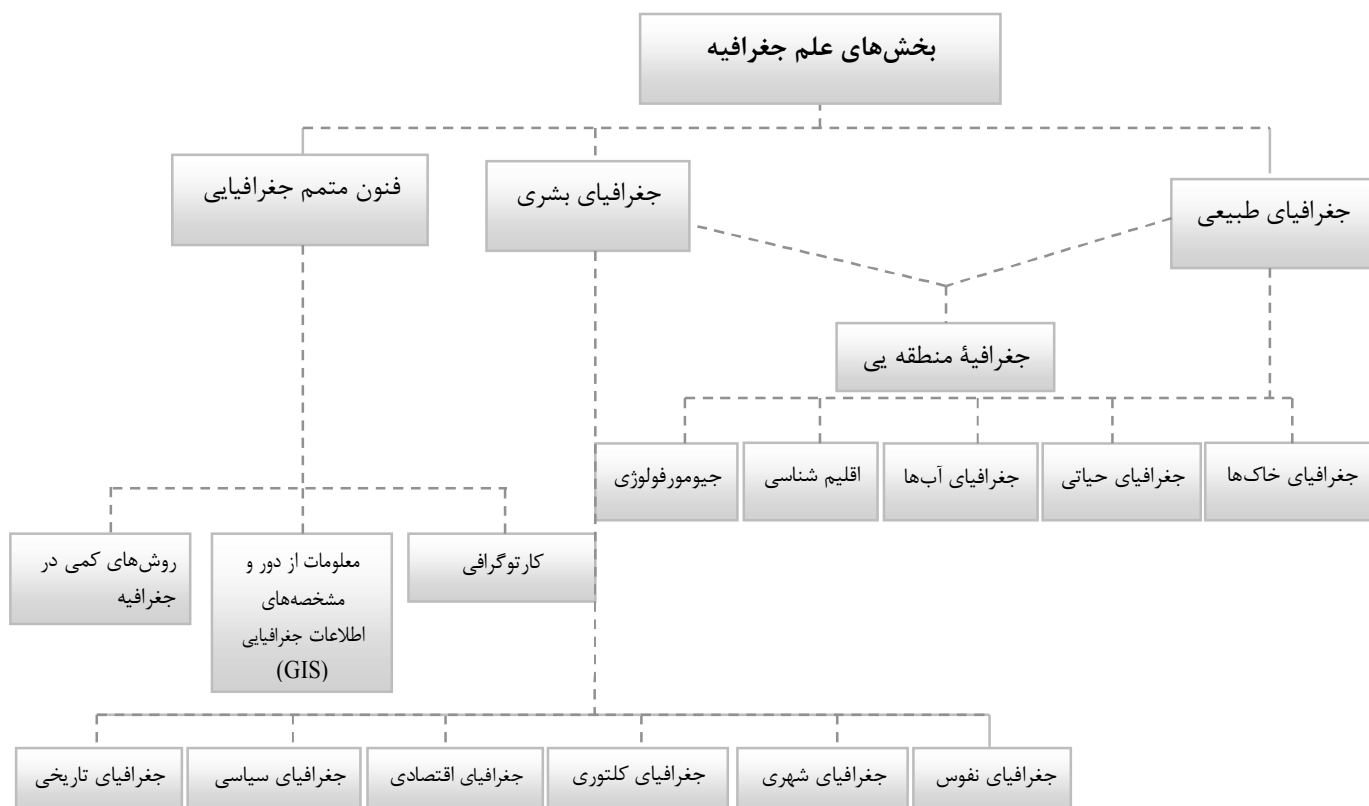 بخش‌های علم جغرافیه
جغرافیای طبیعی
جغرافیای بشری
فنون متمم جغرافیایی
جغرافیهٔ منطقه یی
جغرافیای خاک‌ها
جغرافیای حیاتی
جغرافیای آب‌ها
اقلیم شناسی
جیومورفولوژی
کارتوگرافی
معلومات از دور و
مشخصه‌های
اطلاعات جغرافیایی
(GIS)
روش‌های کمی در
جغرافیه
جغرافیای نفوس
جغرافیای شهری
جغرافیای کلتوری
جغرافیای اقتصادی
جغرافیای سیاسی
جغرافیای تاریخی